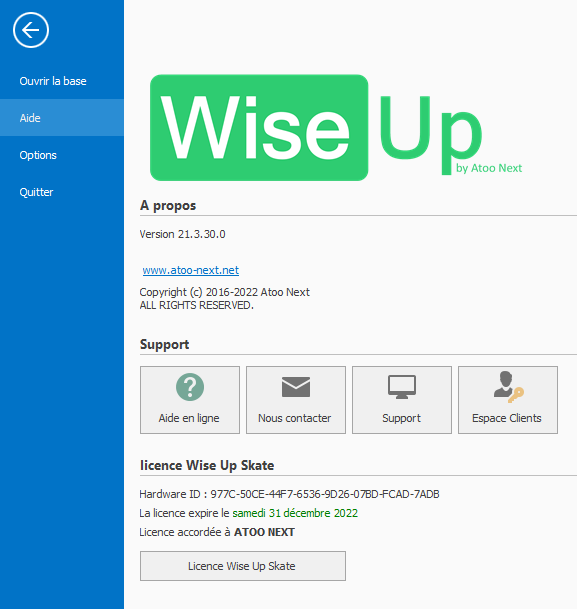 Ouvrir la base
Aide
Options
Quitter
Wise Up
by Atoo Next
A propos
Version 21.3.30.0
www.atoo-next.net
Copyright (c) 2016-2022 Atoo Next
ALL RIGHTS RESERVED.
Support
?
Aide en ligne
Nous contacter
Support
Espace Clients
licence Wise Up Skate
Hardware ID : 977C-50CE-44F7-6536-9D26-07BD-FCAD-7ADB
La licence expire le samedi 31 décembre 2022
Licence accordée à ATOO NEXT
Licence Wise Up Skate